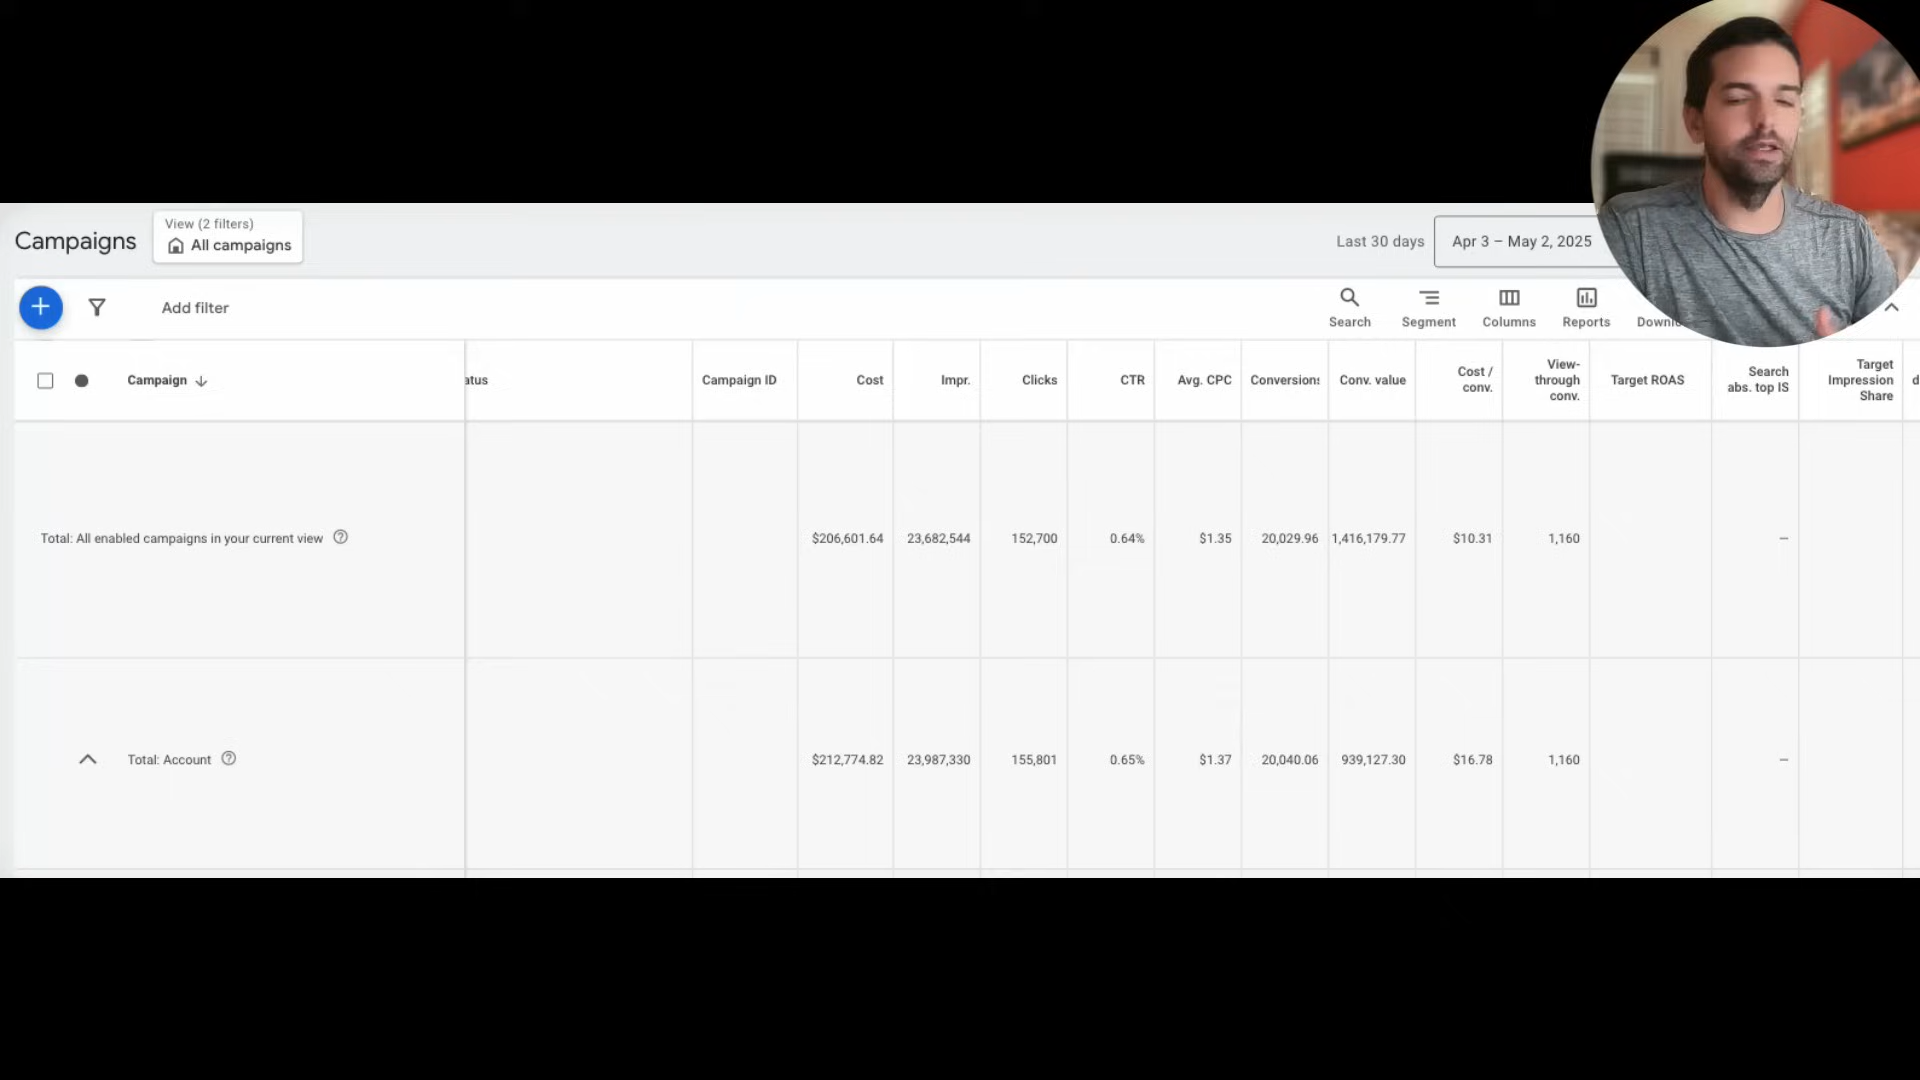 View (2 filters)
Campaigns
All campaigns
Last 30 days
Apr 3 – May 2, 2025
Add filter
Search
Segment
Columns
Reports
Campaign
Campaign ID
Cost
Impr.
Clicks
CTR
Avg. CPC
Conversions
Conv. value
Cost /
conv.
View-
through
conv.
Target ROAS
Search
abs. top IS
Target
Impression
Share
Total: All enabled campaigns in your current view
$206,601.64
23,682,544
152,700
0.64%
$1.35
20,029.96
1,416,179.77
$10.31
1,160
—
Total: Account
$212,774.82
23,987,330
155,801
0.65%
$1.37
20,040.06
939,127.30
$16.78
1,160
—